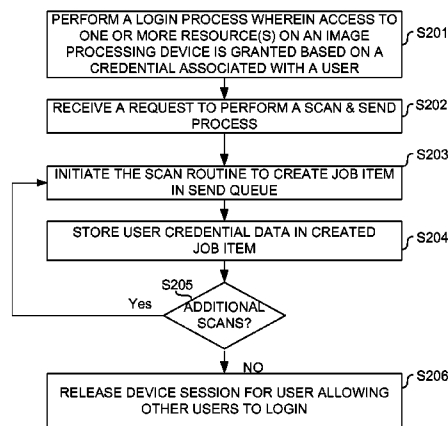 PERFORM A LOGIN PROCESS WHEREIN ACCESS TO
ONE OR MORE RESOURCE(S) ON AN IMAGE
PROCESSING DEVICE IS GRANTED BASED ON A
CREDENTIAL ASSOCIATED WITH A USER
S201
RECEIVE A REQUEST TO PERFORM A SCAN & SEND
PROCESS
S202
INITIATE THE SCAN ROUTINE TO CREATE JOB ITEM
IN SEND QUEUE
S203
STORE USER CREDENTIAL DATA IN CREATED
JOB ITEM
S204
S205
ADDITIONAL
SCANS?
Yes
NO
RELEASE DEVICE SESSION FOR USER ALLOWING
OTHER USERS TO LOGIN
S206